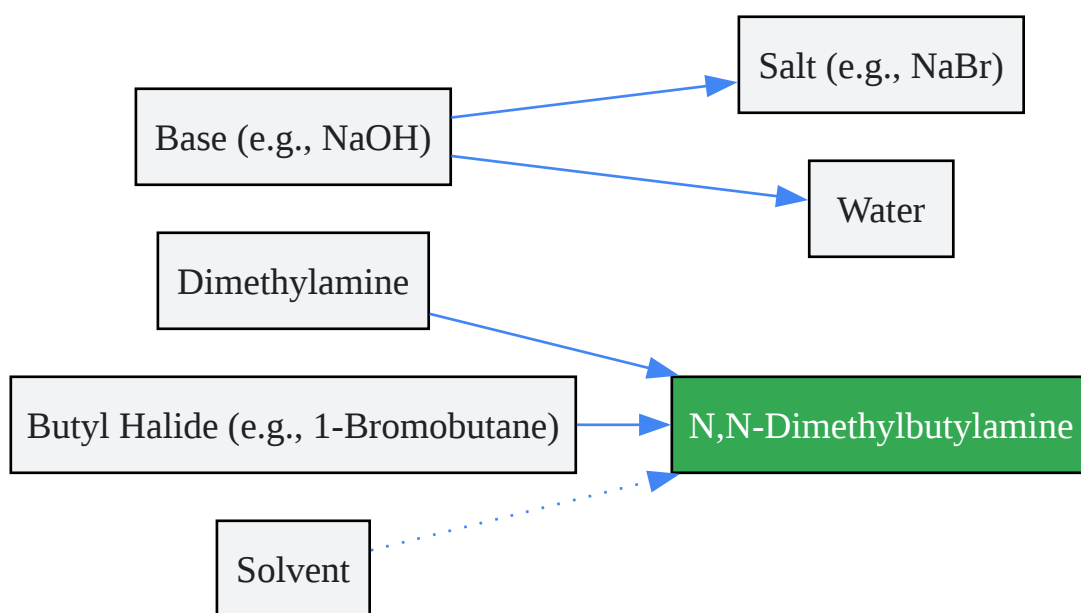 Salt (e.g., NaBr)
Base (e.g., NaOH)
Water
Dimethylamine
Butyl Halide (e.g., 1-Bromobutane)
N,N-Dimethylbutylamine
Solvent